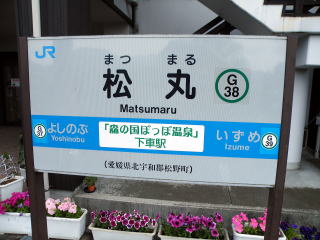 JR
まつ まる
松丸
G
38
Matsumaru
よしのぶ
Yoshinobu
「森の国ぽっぽ温泉」
下車駅
いずめ
Izume
G
39
(愛媛県北宇和郡松野町)